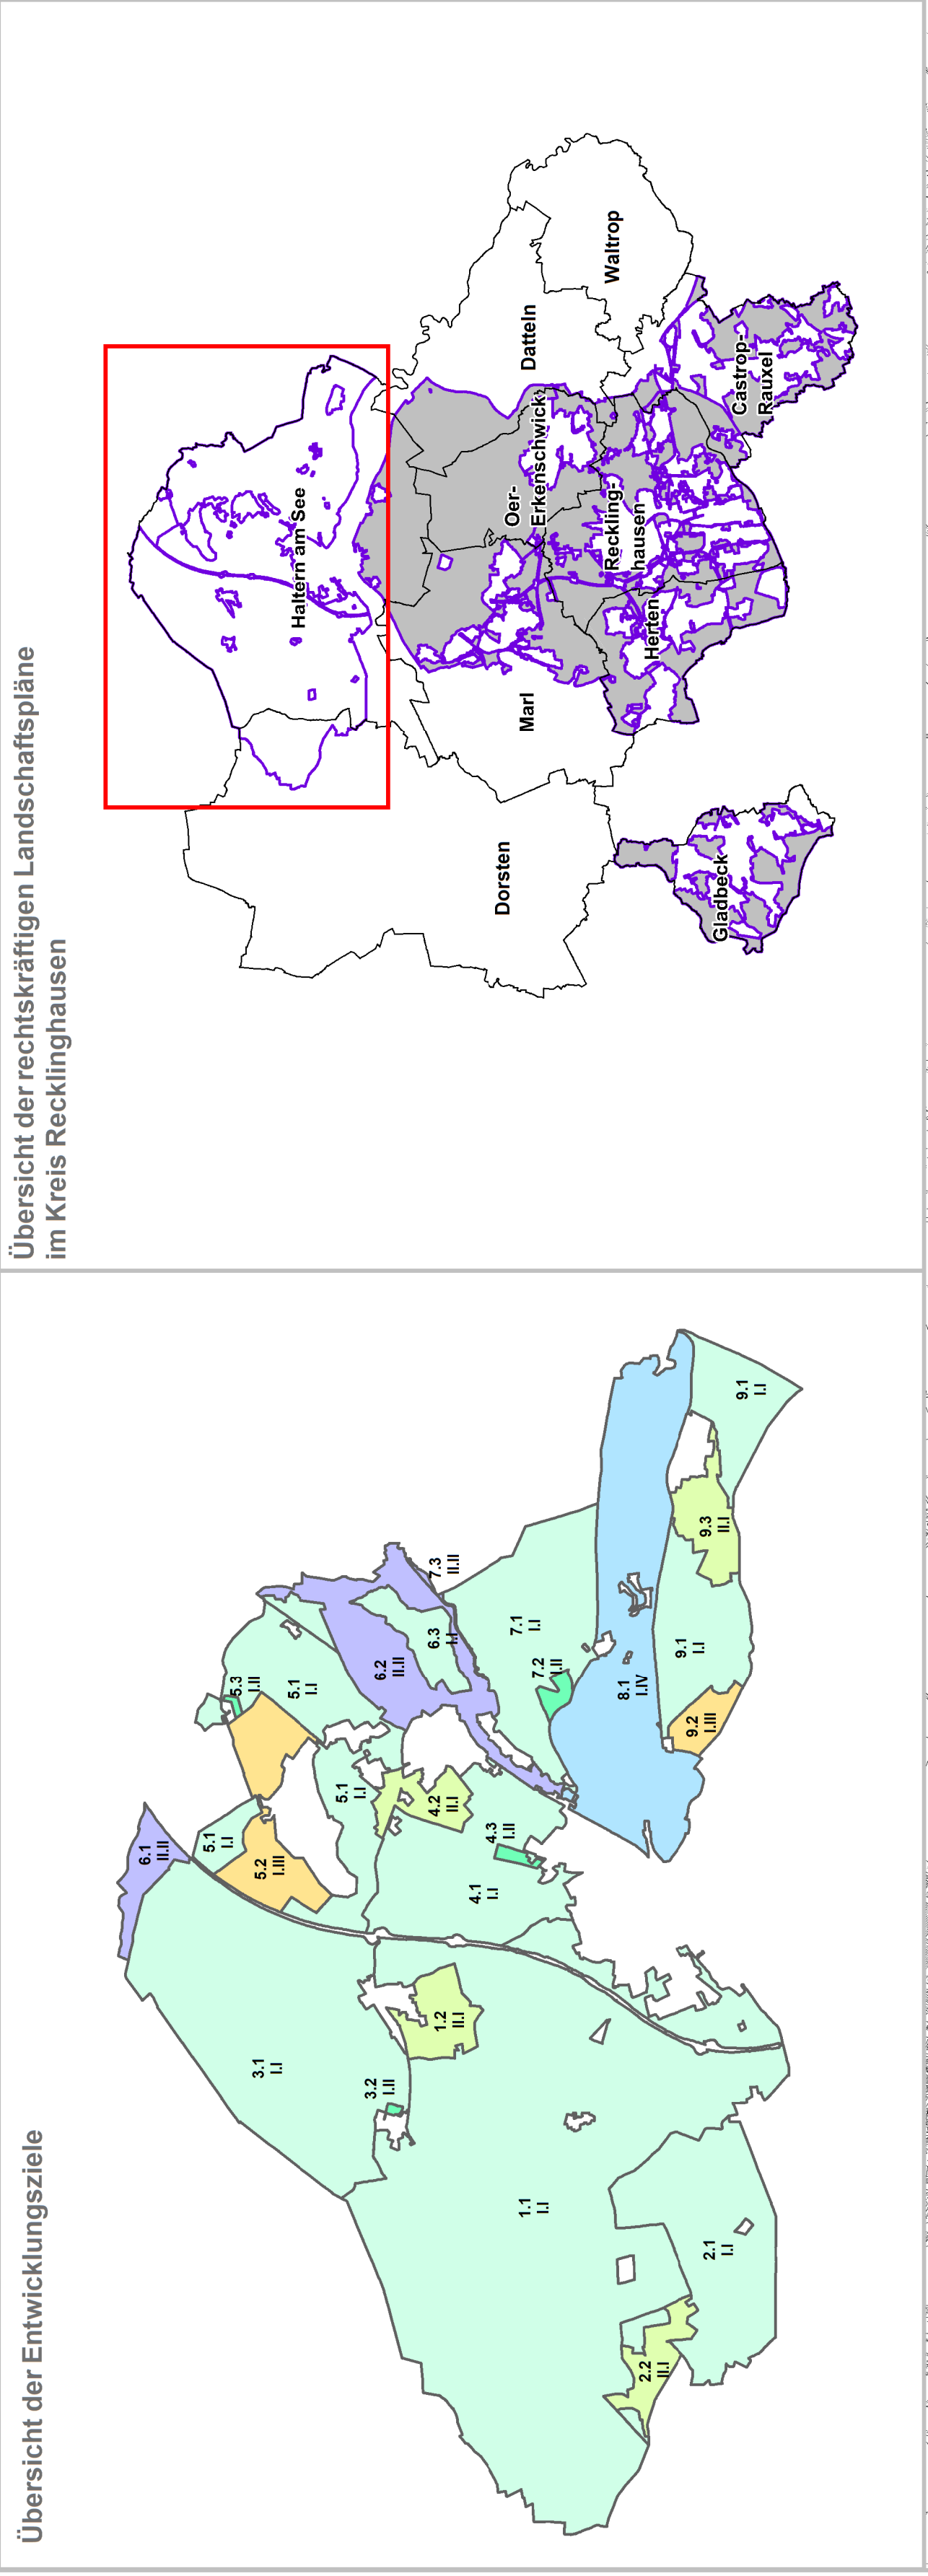 Übersicht der Entwicklungsziele
6.1
II.II
5.3
I.II
5.1
I.I
5.1
I.I
5.2
I.III
3.1
I.I
6.2
II.II
7.3
II.II
6.3
I.I
5.1
I.I
4.2
II.I
3.2
I.II
1.2
II.I
4.3
I.II
4.1
I.I
7.1
I.I
7.2
I.II
1.1
I.I
8.1
I.IV
9.1
I.I
9.3
II.I
9.1
I.I
9.2
I.III
2.1
I.I
2.2
II.I
Übersicht der rechtskräftigen Landschaftspläne
im Kreis Recklinghausen
Haltern am See
Dorsten
Marl
Oer-
Erkenschwick
Datteln
Waltrop
Reckling-
hausen
Herten
Castrop-
Rauxel
Gladbeck